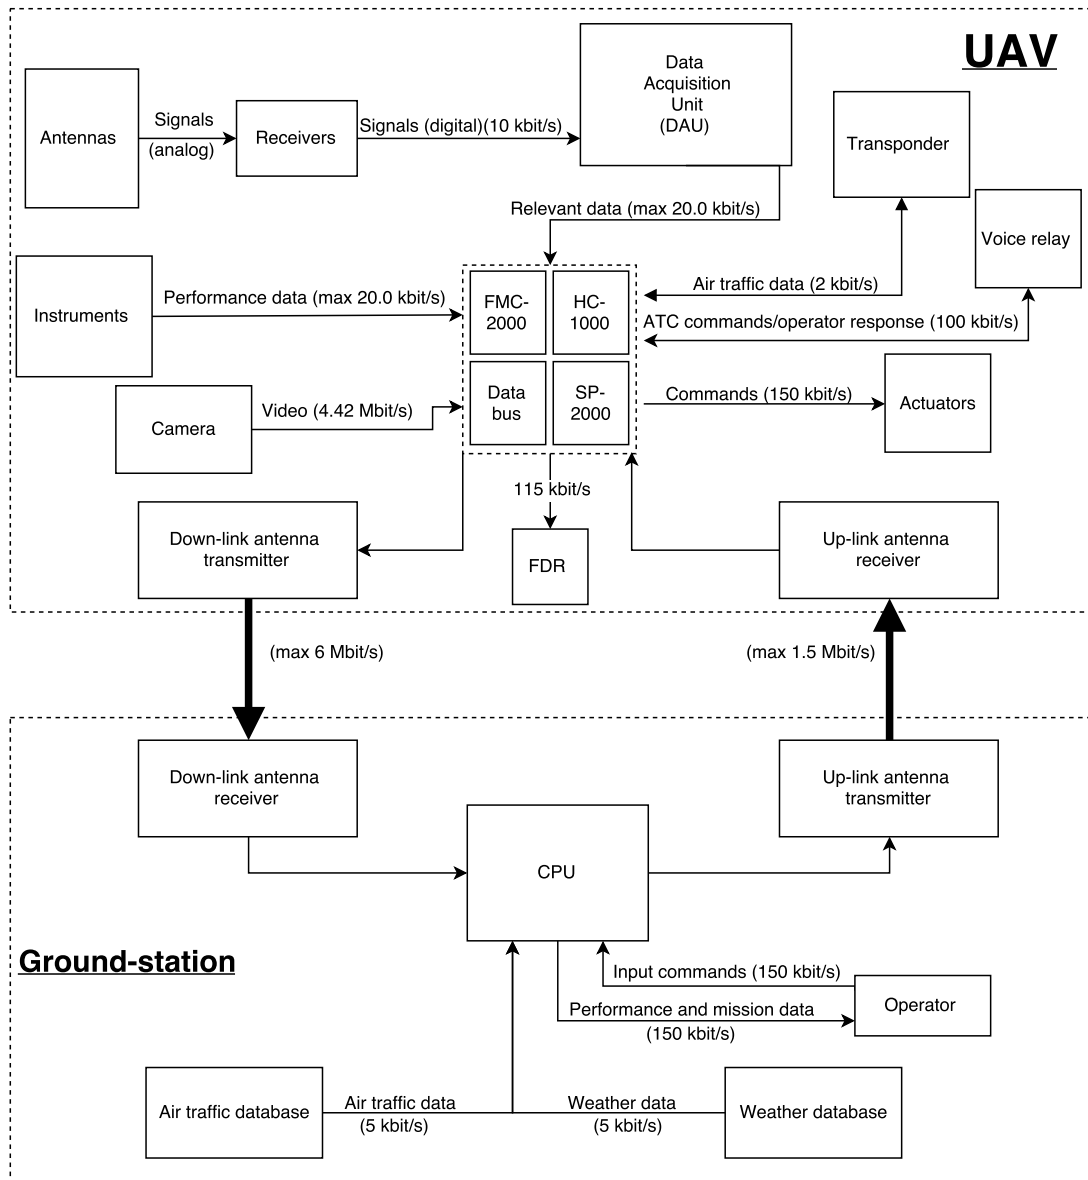 UAV
Data
Acquisition
Unit
(DAU)
Antennas
Signals
(analog)
Receivers
Signals (digital)(10 kbit/s)
Transponder
Relevant data (max 20.0 kbit/s)
Voice relay
Instruments
Performance data (max 20.0 kbit/s)
FMC-
2000
HC-
1000
Air traffic data (2 kbit/s)
ATC commands/operator response (100 kbit/s)
Camera
Video (4.42 Mbit/s)
Data
bus
SP-
2000
Commands (150 kbit/s)
Actuators
115 kbit/s
FDR
Down-link antenna
transmitter
Up-link antenna
receiver
(max 6 Mbit/s)
(max 1.5 Mbit/s)
Down-link antenna
receiver
Up-link antenna
transmitter
CPU
Ground-station
Input commands (150 kbit/s)
Performance and mission data
(150 kbit/s)
Operator
Air traffic database
Air traffic data
(5 kbit/s)
Weather data
(5 kbit/s)
Weather database